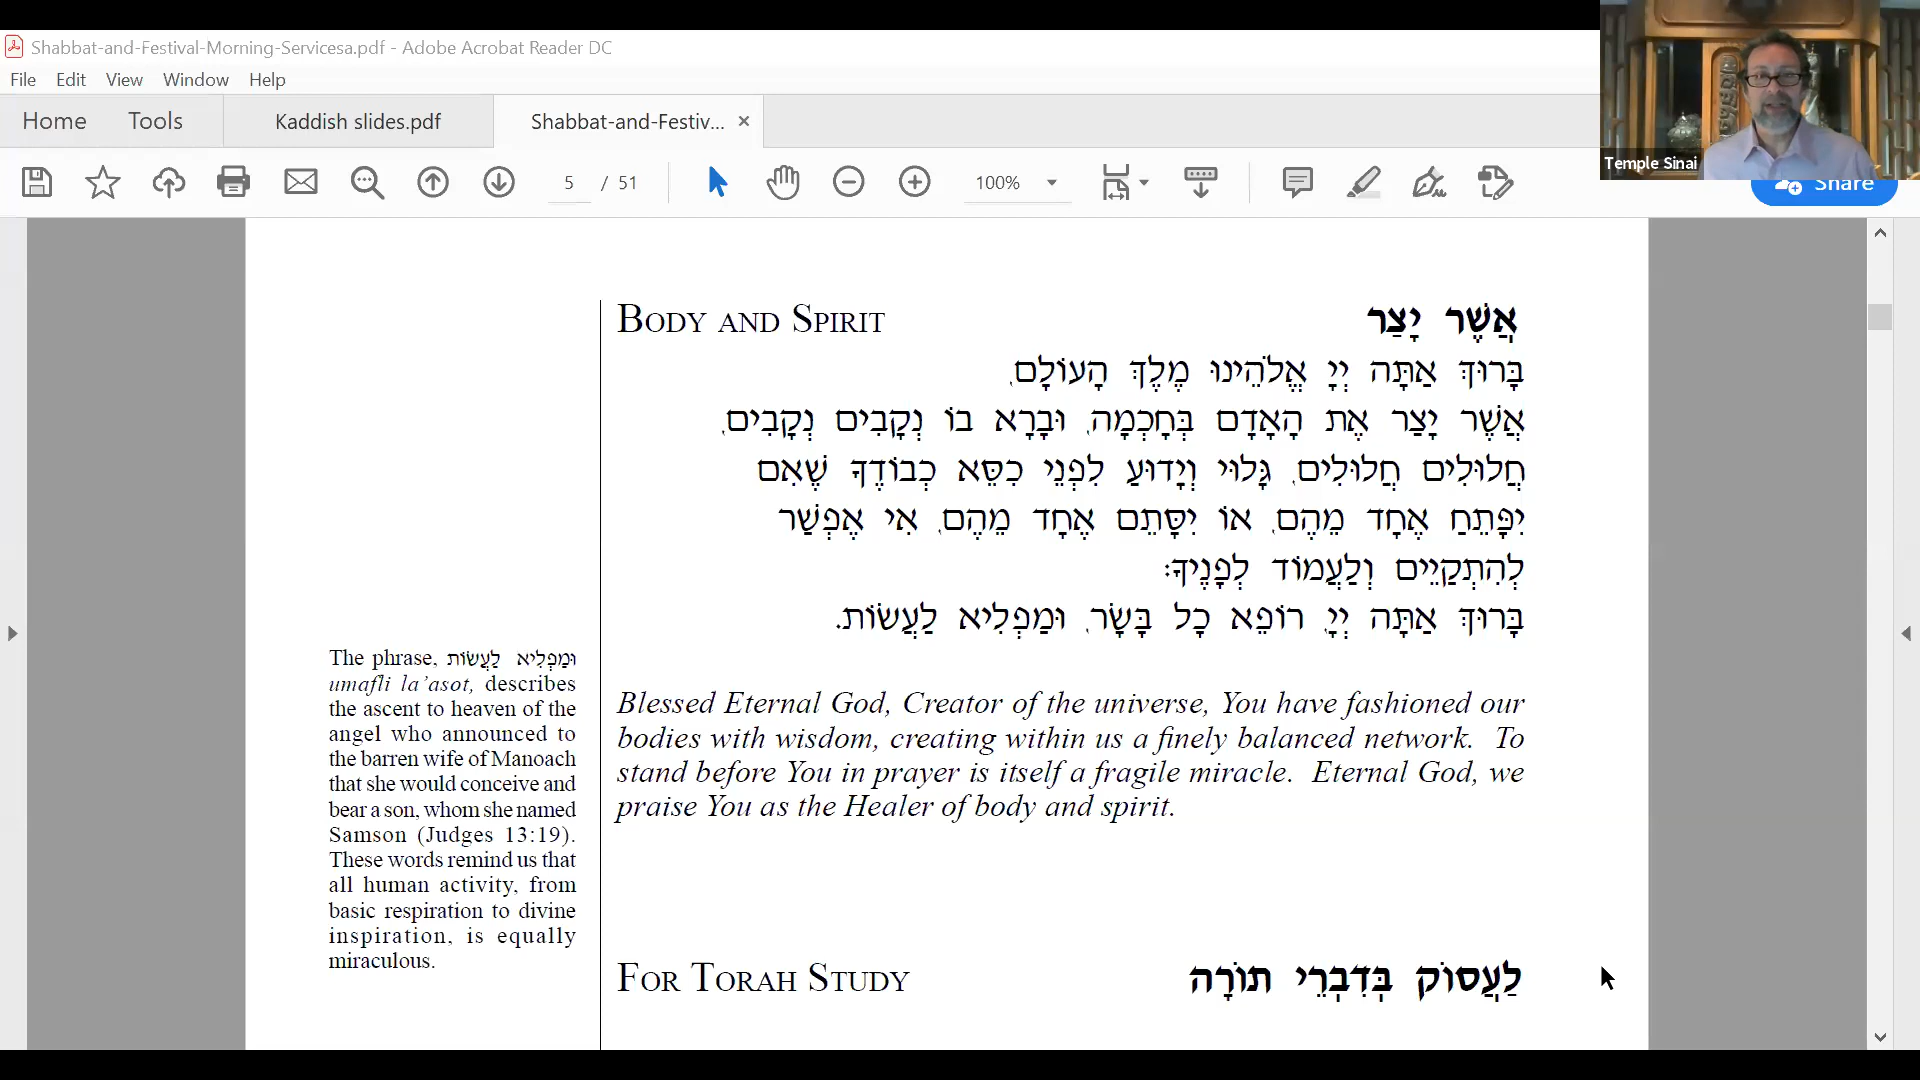 Shabbat-and-Festival-Morning-Servicesa.pdf - Adobe Acrobat Reader DC
File Edit View Window Help
Home Tools Kaddish slides.pdf Shabbat-and-Festiv... ×
5 / 51 100%
Share
Temple Sinai
BODY AND SPIRIT אֲשֶׁר יָצַר
בָּרוּךְ אַתָּה יְיָ אֱלֹהֵינוּ מֶלֶךְ הָעוֹלָם,
אֲשֶׁר יָצַר אֶת הָאָדָם בְּחָכְמָה, וּבָרָא בוֹ נְקָבִים נְקָבִים,
חֲלוּלִים חֲלוּלִים, גָּלוּי וְיָדוּעַ לִפְנֵי כִסֵּא כְבוֹדֶךָ שֶׁאִם
יִפָּתֵחַ אֶחָד מֵהֶם, אוֹ יִסָּתֵם אֶחָד מֵהֶם, אִי אֶפְשַׁר
לְהִתְקַיֵּים וְלַעֲמוֹד לְפָנֶיךָ:
בָּרוּךְ אַתָּה יְיָ, רוֹפֵא כָל בָּשָׂר, וּמַפְלִיא לַעֲשׂוֹת.
The phrase, וּמַפְלִיא לַעֲשׂוֹת
umafli la’asot, describes
the ascent to heaven of the
angel who announced to
the barren wife of Manoach
that she would conceive and
bear a son, whom she named
Samson (Judges 13:19).
These words remind us that
all human activity, from
basic respiration to divine
inspiration, is equally
miraculous.
Blessed Eternal God, Creator of the universe, You have fashioned our
bodies with wisdom, creating within us a finely balanced network. To
stand before You in prayer is itself a fragile miracle. Eternal God, we
praise You as the Healer of body and spirit.
FOR TORAH STUDY לַעֲסוֹק בְּדִבְרֵי תוֹרָה